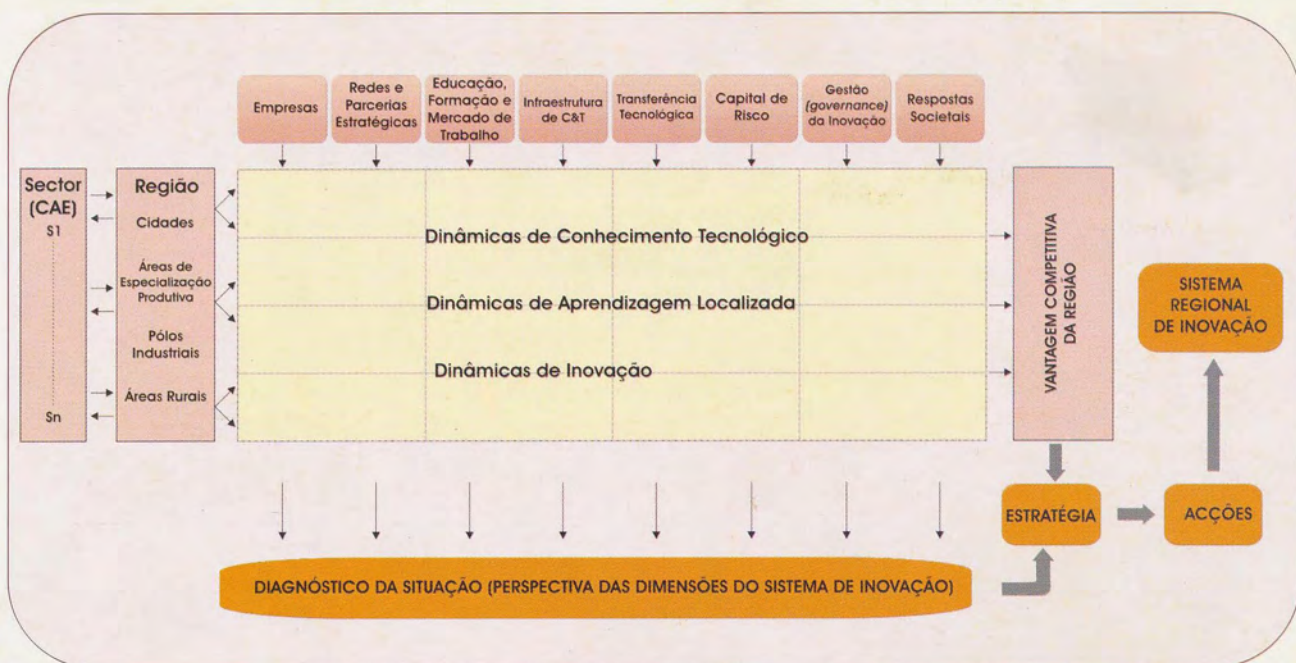 Empresas
Redes e
Parcerias
Estratégicas
Educação,
Formação e
Mercado de
Trabalho
Infraestrutura
de C&T
Transferência
Tecnológica
Capital de
Risco
Gestão
(governance)
da Inovação
Respostas
Societais
Sector
(CAE)
S1
Sn
Região
Cidades
Áreas de
Especialização
Produtiva
Pólos
Industriais
Áreas Rurais
Dinâmicas de Conhecimento Tecnológico
Dinâmicas de Aprendizagem Localizada
Dinâmicas de Inovação
VANTAGEM COMPETITIVA
DA REGIÃO
SISTEMA
REGIONAL
DE INOVAÇÃO
ESTRATÉGIA
ACÇÕES
DIAGNÓSTICO DA SITUAÇÃO (PERSPECTIVA DAS DIMENSÕES DO SISTEMA DE INOVAÇÃO)